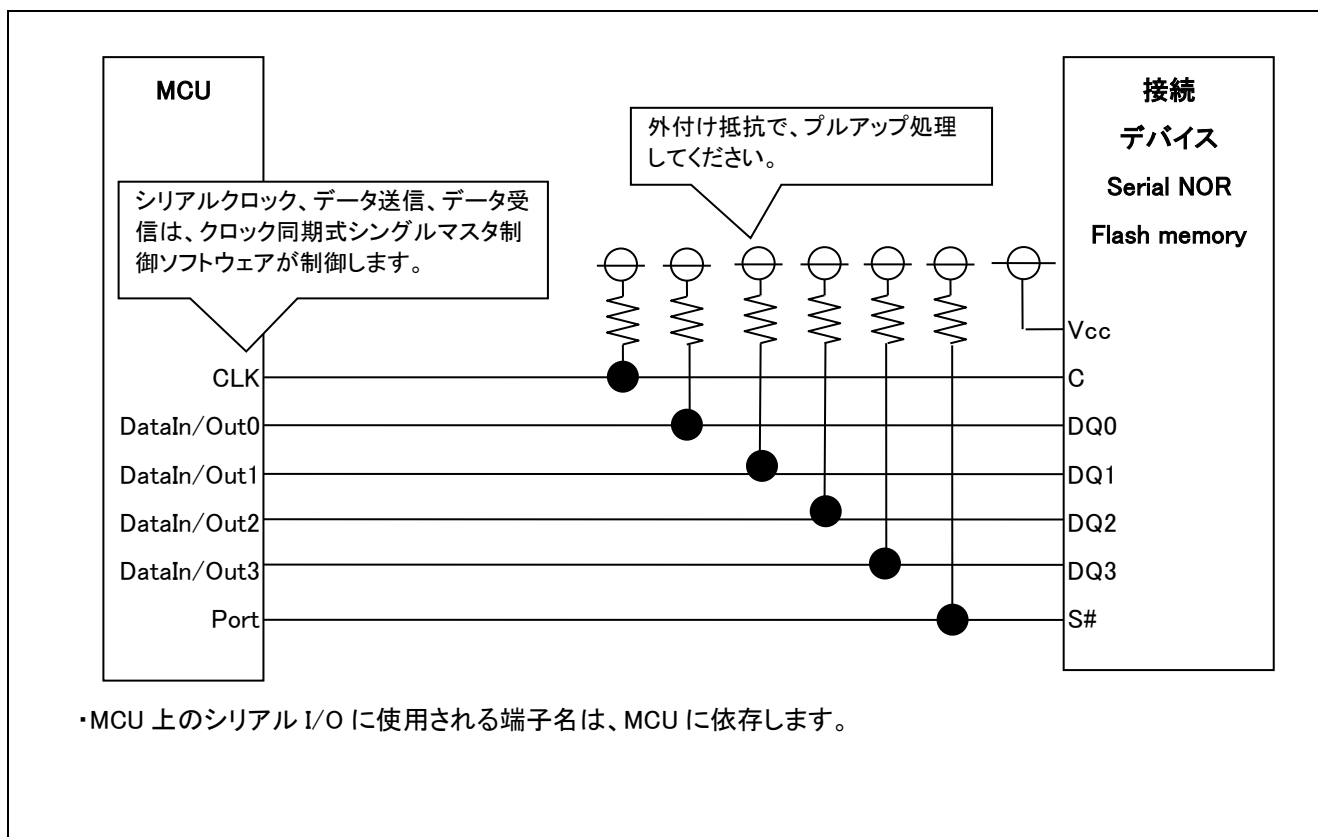 MCU
接続
デバイス
Serial NOR
Flash memory
外付け抵抗で、プルアップ処理
してください。
シリアルクロック、データ送信、データ受
信は、クロック同期式シングルマスタ制
御ソフトウェアが制御します。
Vcc
CLK
C
DataIn/Out0
DQ0
DataIn/Out1
DQ1
DataIn/Out2
DQ2
DataIn/Out3
DQ3
Port
S#
・MCU 上のシリアル I/O に使用される端子名は、MCU に依存します。